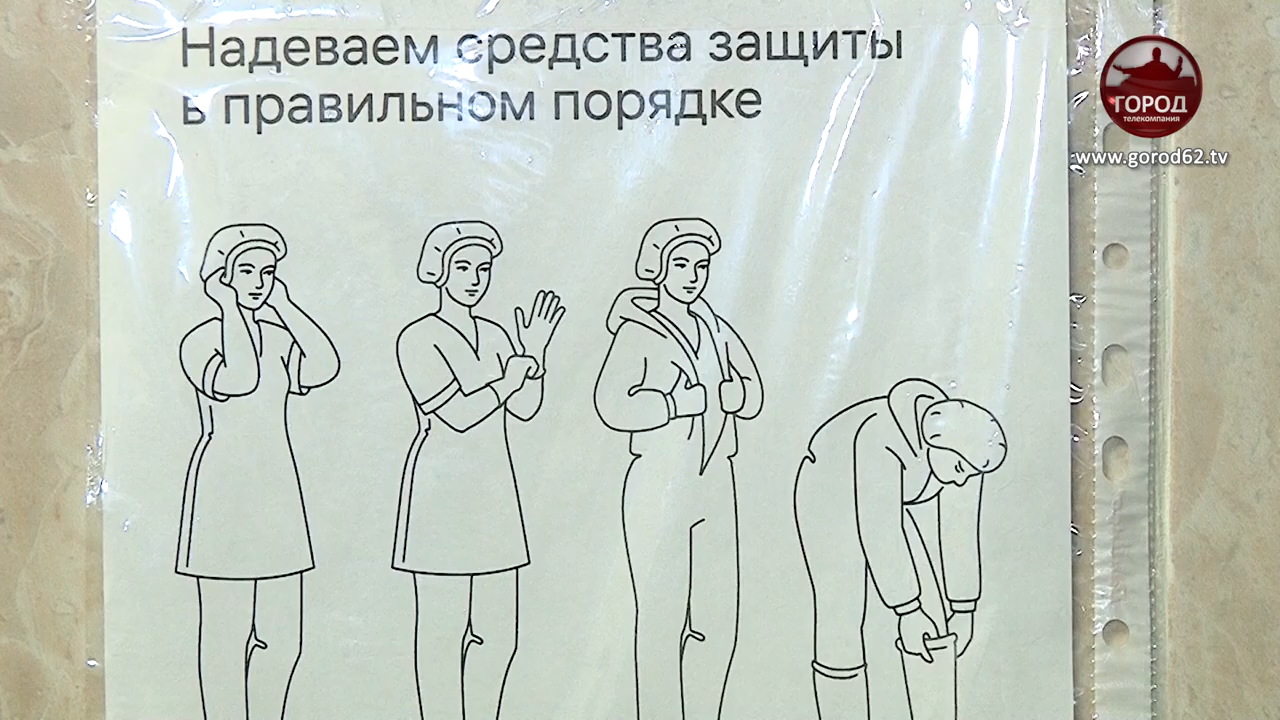 Надеваем средства защиты
в правильном порядке
ГОРОД
телекомпания
www.gorod62.tv